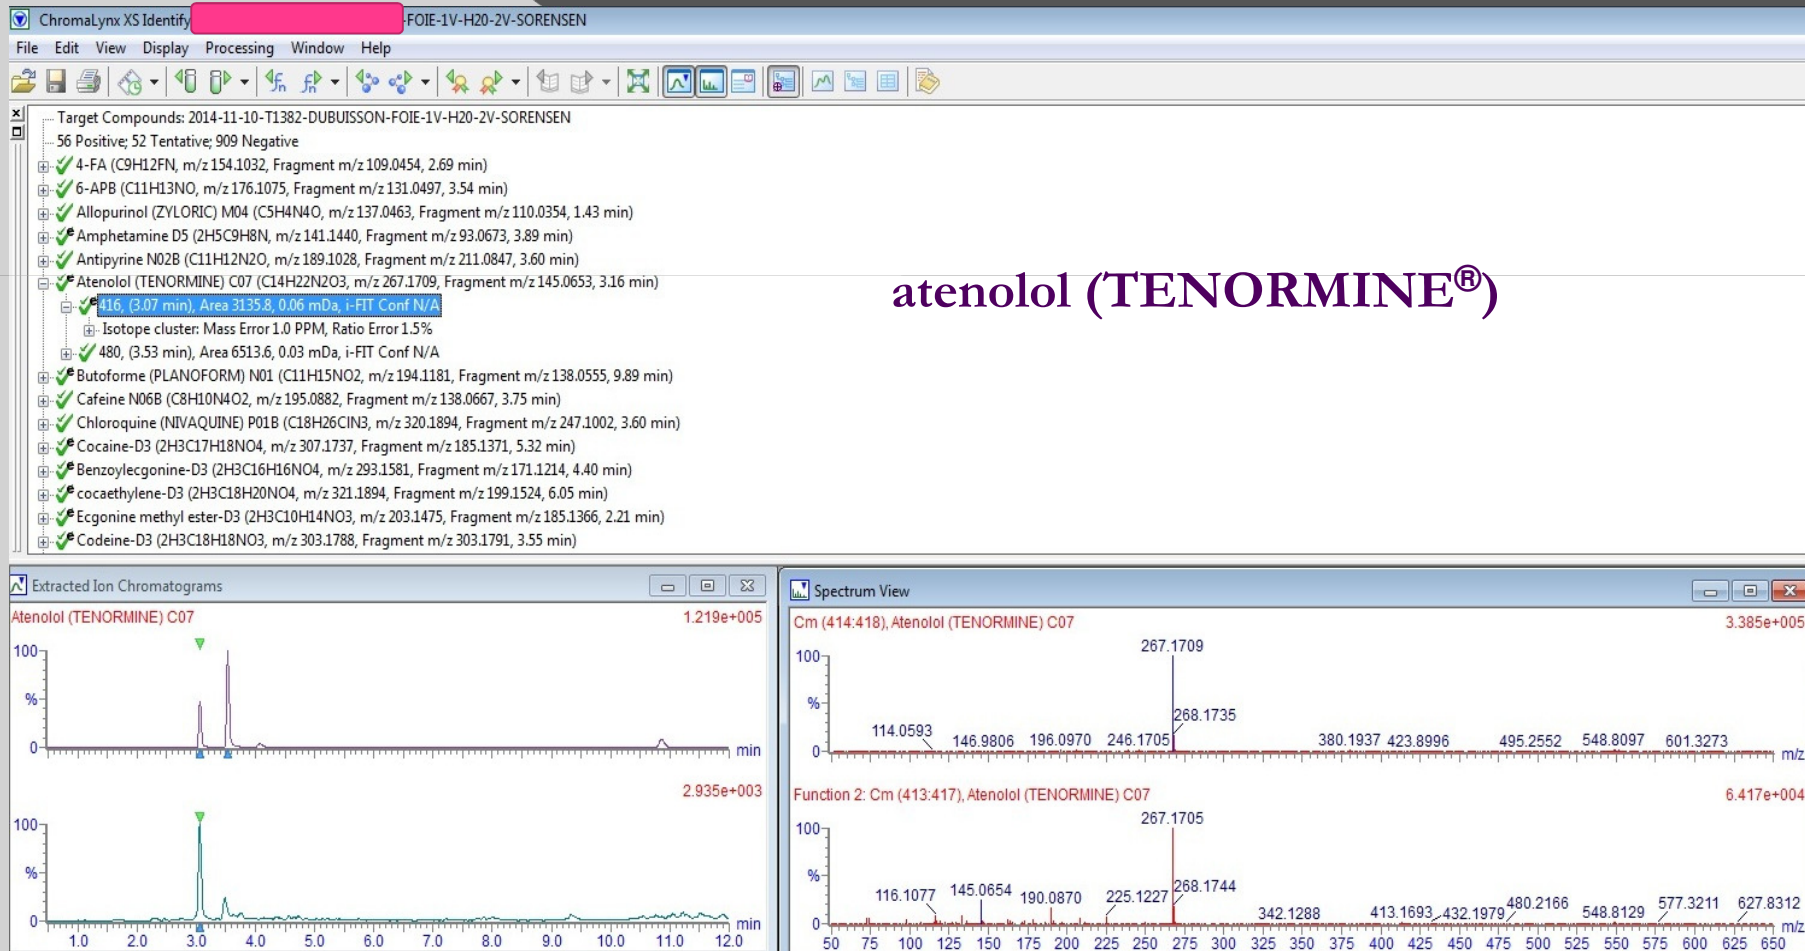 ChromaLynx XS Identify -FOIE-1V-H20-2V-SORENSEN
File Edit View Display Processing Window Help
Target Compounds: 2014-11-10-T1382-DUBUISSON-FOIE-1V-H20-2V-SORENSEN
56 Positive; 52 Tentative; 909 Negative
4-FA (C9H12FN, m/z 154.1032, Fragment m/z 109.0454, 2.69 min)
6-APB (C11H13NO, m/z 176.1075, Fragment m/z 131.0497, 3.54 min)
Allopurinol (ZYLORIC) M04 (C5H4N4O, m/z 137.0463, Fragment m/z 110.0354, 1.43 min)
Amphetamine D5 (2H5C9H8N, m/z 141.1440, Fragment m/z 93.0673, 3.89 min)
Antipyrine N02B (C11H12N2O, m/z 189.1028, Fragment m/z 211.0847, 3.60 min)
Atenolol (TENORMINE) C07 (C14H22N2O3, m/z 267.1709, Fragment m/z 145.0653, 3.16 min)
416, (3.07 min), Area 3135.8, 0.06 mDa, i-FIT Conf N/A
Isotope cluster: Mass Error 1.0 PPM, Ratio Error 1.5%
480, (3.53 min), Area 6513.6, 0.03 mDa, i-FIT Conf N/A
Butoforme (PLANOFORM) N01 (C11H15NO2, m/z 194.1181, Fragment m/z 138.0555, 9.89 min)
Cafeine N06B (C8H10N4O2, m/z 195.0882, Fragment m/z 138.0667, 3.75 min)
Chloroquine (NIVAQUINE) P01B (C18H26ClN3, m/z 320.1894, Fragment m/z 247.1002, 3.60 min)
Cocaine-D3 (2H3C17H18NO4, m/z 307.1737, Fragment m/z 185.1371, 5.32 min)
Benzoylecgonine-D3 (2H3C16H16NO4, m/z 293.1581, Fragment m/z 171.1214, 4.40 min)
cocaethylene-D3 (2H3C18H20NO4, m/z 321.1894, Fragment m/z 199.1524, 6.05 min)
Ecgonine methyl ester-D3 (2H3C10H14NO3, m/z 203.1475, Fragment m/z 185.1366, 2.21 min)
Codeine-D3 (2H3C18H18NO3, m/z 303.1788, Fragment m/z 303.1791, 3.55 min)
atenolol (TENORMINE®)
Extracted Ion Chromatograms
Atenolol (TENORMINE) C07 1.219e+005
100
%
0
min
2.935e+003
100
%
0
min
1.0 2.0 3.0 4.0 5.0 6.0 7.0 8.0 9.0 10.0 11.0 12.0
Spectrum View
Cm (414:418), Atenolol (TENORMINE) C07 3.385e+005
267.1709
100
%
268.1735
114.0593 146.9806 196.0970 246.1705 380.1937 423.8996 495.2552 548.8097 601.3273
0
m/z
Function 2: Cm (413:417), Atenolol (TENORMINE) C07 6.417e+004
267.1705
100
%
116.1077 145.0654 190.0870 225.1227 268.1744 342.1288 413.1693 432.1979 480.2166 548.8129 577.3211 627.8312
0
m/z
50 75 100 125 150 175 200 225 250 275 300 325 350 375 400 425 450 475 500 525 550 575 600 625 650